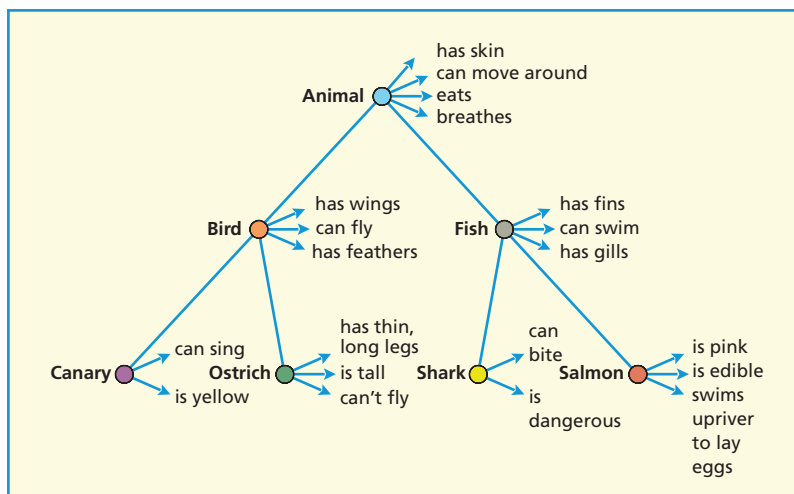 has skin
can move around
Animal
eats
breathes
has wings
Bird
can fly
has feathers
has fins
Fish
can swim
has gills
can sing
Canary
is yellow
has thin,
long legs
Ostrich
is tall
can't fly
can
bite
Shark
is
dangerous
is pink
Salmon
is edible
swims
upriver
to lay
eggs